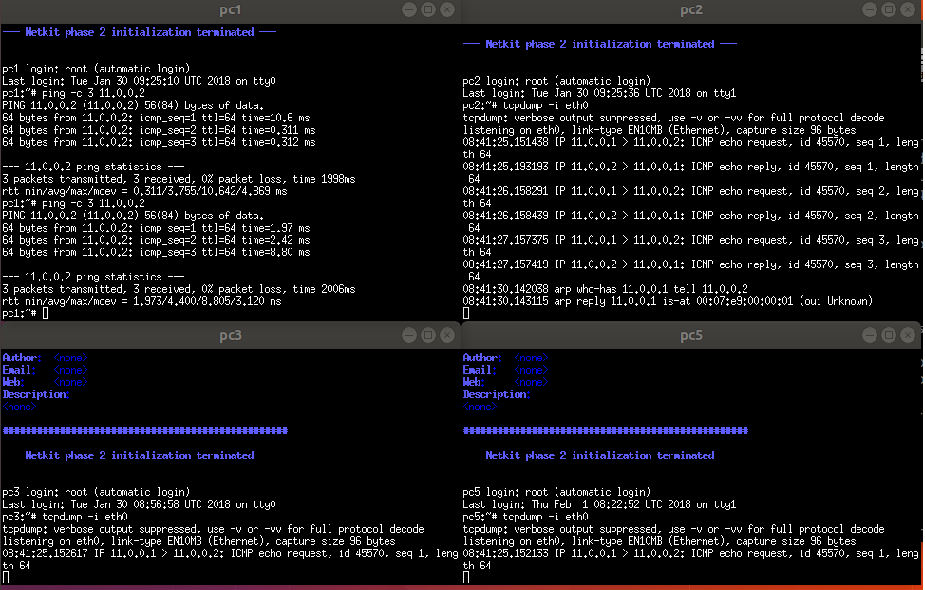 pc1
--- Netkit phase 2 initialization terminated ---
pc1 login: root (automatic login)
Last login: Tue Jan 30 09:25:10 UTC 2018 on tty0
pc1:~# ping -c 3 11.0.0.2
PING 11.0.0.2 (11.0.0.2) 56(84) bytes of data.
64 bytes from 11.0.0.2: icmp_seq=1 ttl=64 time=10.6 ms
64 bytes from 11.0.0.2: icmp_seq=2 ttl=64 time=0.311 ms
64 bytes from 11.0.0.2: icmp_seq=3 ttl=64 time=0.312 ms
--- 11.0.0.2 ping statistics ---
3 packets transmitted, 3 received, 0% packet loss, time 1998ms
rtt min/avg/max/mdev = 0.311/3.755/10.642/4.869 ms
pc1:~# ping -c 3 11.0.0.2
PING 11.0.0.2 (11.0.0.2) 56(84) bytes of data.
64 bytes from 11.0.0.2: icmp_seq=1 ttl=64 time=1.97 ms
64 bytes from 11.0.0.2: icmp_seq=2 ttl=64 time=2.42 ms
64 bytes from 11.0.0.2: icmp_seq=3 ttl=64 time=8.80 ms
--- 11.0.0.2 ping statistics ---
3 packets transmitted, 3 received, 0% packet loss, time 2006ms
rtt min/avg/max/mdev = 1.973/4.400/8.805/3.120 ms
pc1:~#
pc2
--- Netkit phase 2 initialization terminated ---
pc2 login: root (automatic login)
Last login: Tue Jan 30 09:25:36 UTC 2018 on tty1
pc2:~# tcpdump -i eth0
tcpdump: verbose output suppressed, use -v or -vv for full protocol decode
listening on eth0, link-type EN10MB (Ethernet), capture size 96 bytes
08:41:25.151438 IP 11.0.0.1 > 11.0.0.2: ICMP echo request, id 45570, seq 1, leng
th 64
08:41:25.193193 IP 11.0.0.2 > 11.0.0.1: ICMP echo reply, id 45570, seq 1, length
64
08:41:26.158291 IP 11.0.0.1 > 11.0.0.2: ICMP echo request, id 45570, seq 2, leng
th 64
08:41:26.158439 IP 11.0.0.2 > 11.0.0.1: ICMP echo reply, id 45570, seq 2, length
64
08:41:27.157375 IP 11.0.0.1 > 11.0.0.2: ICMP echo request, id 45570, seq 3, leng
th 64
08:41:27.157419 IP 11.0.0.2 > 11.0.0.1: ICMP echo reply, id 45570, seq 3, length
64
08:41:30.142038 arp who-has 11.0.0.1 tell 11.0.0.2
08:41:30.143115 arp reply 11.0.0.1 is-at 00:07:e9:00:00:01 (oui Unknown)
pc3
Author: <none>
Email: <none>
Web: <none>
Description:
<none>
Netkit phase 2 initialization terminated
pc3 login: root (automatic login)
Last login: Tue Jan 30 08:56:58 UTC 2018 on tty0
pc3:~# tcpdump -i eth0
tcpdump: verbose output suppressed, use -v or -vv for full protocol decode
listening on eth0, link-type EN10MB (Ethernet), capture size 96 bytes
08:41:25.152617 IP 11.0.0.1 > 11.0.0.2: ICMP echo request, id 45570, seq 1, leng
th 64
pc5
Author: <none>
Email: <none>
Web: <none>
Description:
<none>
Netkit phase 2 initialization terminated
pc5 login: root (automatic login)
Last login: Thu Feb 1 08:22:52 UTC 2018 on tty1
pc5:~# tcpdump -i eth0
tcpdump: verbose output suppressed, use -v or -vv for full protocol decode
listening on eth0, link-type EN10MB (Ethernet), capture size 96 bytes
08:41:25.152133 IP 11.0.0.1 > 11.0.0.2: ICMP echo request, id 45570, seq 1, leng
th 64